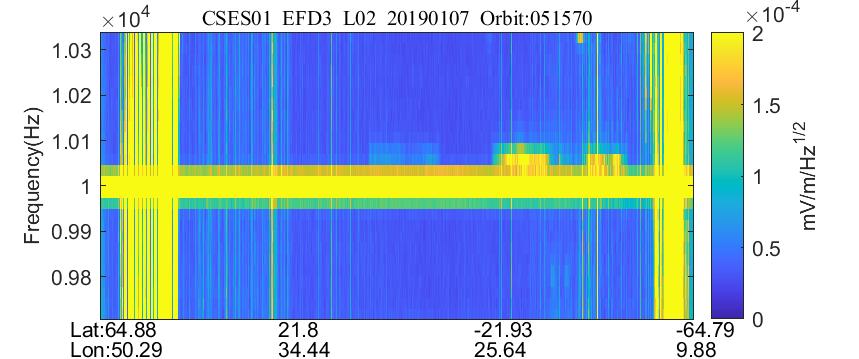 CSES01 EFD3 L02 20190107 Orbit:051570
×10⁴
×10⁻⁴
1.03
1.02
1.01
1
0.99
0.98
Frequency(Hz)
2
1.5
1
0.5
0
mV/m/Hz^1/2
Lat:64.88 21.8 -21.93 -64.79
Lon:50.29 34.44 25.64 9.88